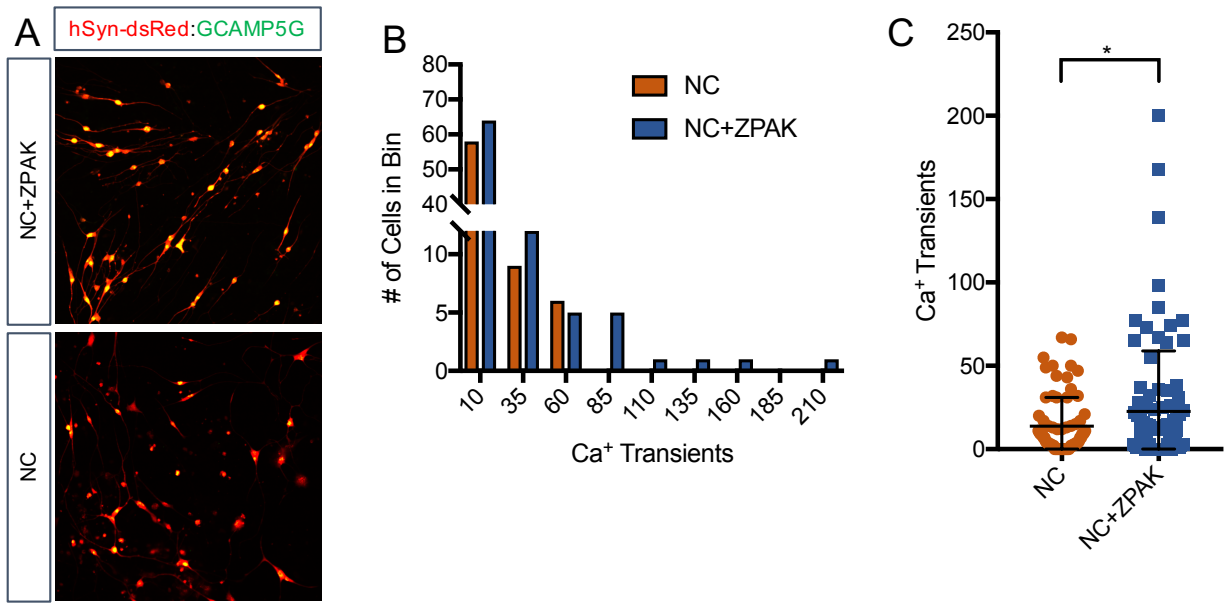 A
hSyn-dsRed:GCAMP5G
NC+ZPAK
NC
B
80
70
60
50
40
10
5
0
# of Cells in Bin
NC
NC+ZPAK
10
35
60
85
110
135
160
185
210
Ca+ Transients
C
250
200
150
100
50
0
Ca+ Transients
*
NC
NC+ZPAK